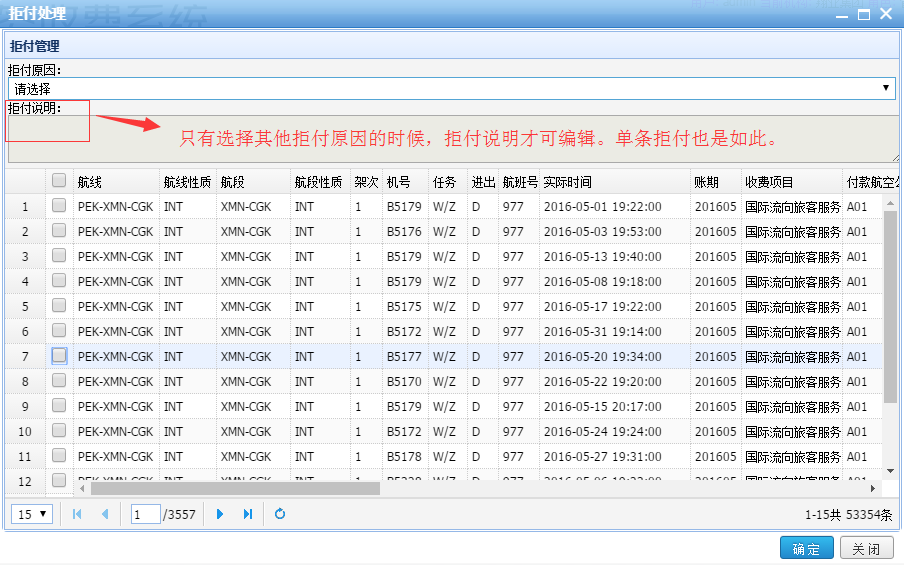 拒付处理
拒付管理
拒付原因：
请选择
拒付说明：
只有选择其他拒付原因的时候，拒付说明才可编辑。单条拒付也是如此。
航线 航线性质 航段 航段性质 架次 机号 任务 进出 航班号 实际时间 账期 收费项目 付款航空公
1 PEK-XMN-CGK INT XMN-CGK INT 1 B5179 W/Z D 977 2016-05-01 19:22:00 201605 国际流向旅客服务 A01
2 PEK-XMN-CGK INT XMN-CGK INT 1 B5176 W/Z D 977 2016-05-03 19:53:00 201605 国际流向旅客服务 A01
3 PEK-XMN-CGK INT XMN-CGK INT 1 B5179 W/Z D 977 2016-05-13 19:40:00 201605 国际流向旅客服务 A01
4 PEK-XMN-CGK INT XMN-CGK INT 1 B5179 W/Z D 977 2016-05-08 19:18:00 201605 国际流向旅客服务 A01
5 PEK-XMN-CGK INT XMN-CGK INT 1 B5175 W/Z D 977 2016-05-17 19:22:00 201605 国际流向旅客服务 A01
6 PEK-XMN-CGK INT XMN-CGK INT 1 B5172 W/Z D 977 2016-05-31 19:14:00 201605 国际流向旅客服务 A01
7 PEK-XMN-CGK INT XMN-CGK INT 1 B5177 W/Z D 977 2016-05-20 19:34:00 201605 国际流向旅客服务 A01
8 PEK-XMN-CGK INT XMN-CGK INT 1 B5170 W/Z D 977 2016-05-22 19:20:00 201605 国际流向旅客服务 A01
9 PEK-XMN-CGK INT XMN-CGK INT 1 B5179 W/Z D 977 2016-05-15 20:17:00 201605 国际流向旅客服务 A01
10 PEK-XMN-CGK INT XMN-CGK INT 1 B5172 W/Z D 977 2016-05-24 19:24:00 201605 国际流向旅客服务 A01
11 PEK-XMN-CGK INT XMN-CGK INT 1 B5178 W/Z D 977 2016-05-27 19:31:00 201605 国际流向旅客服务 A01
12 PEK-XMN-CGK INT XMN-CGK INT 1 W/Z D 977 201605 国际流向旅客服务 A01
15 1 /3557 1-15共 53354条
确定 关闭